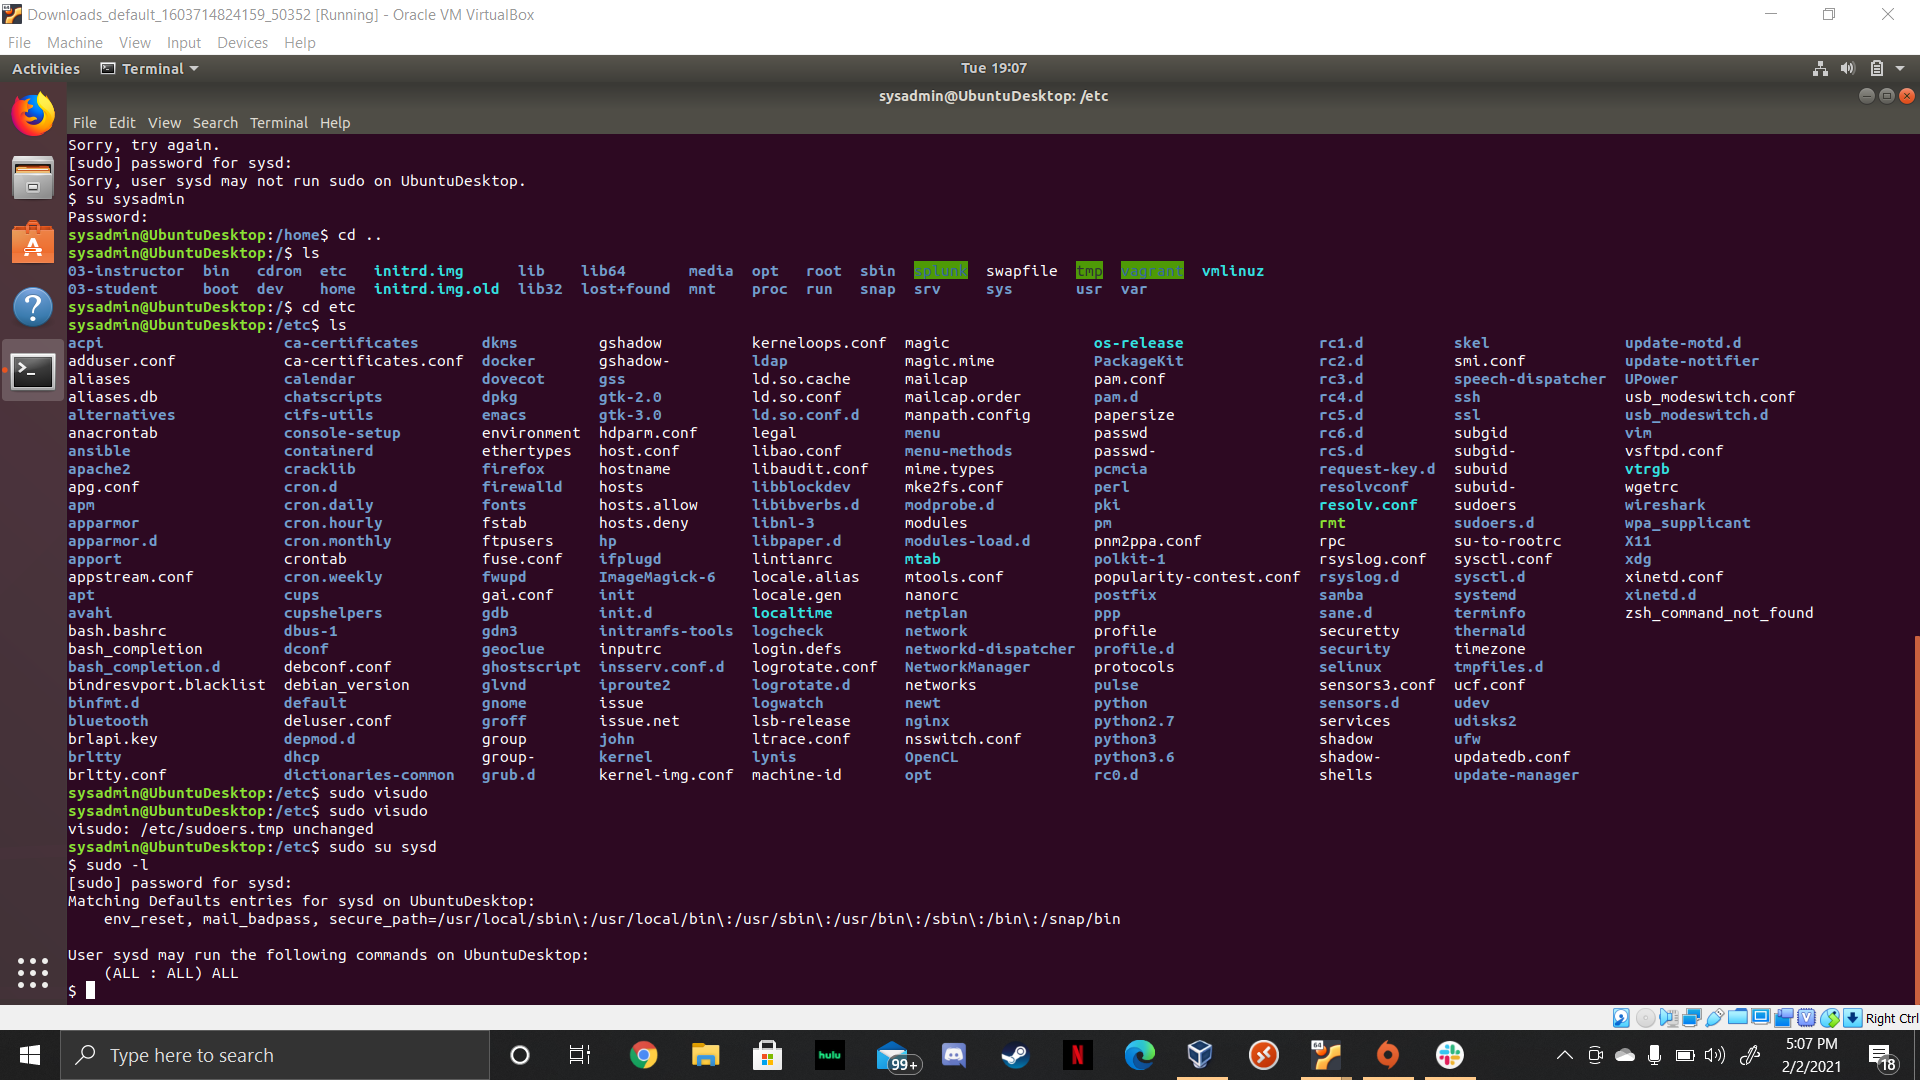 Downloads_default_1603714824159_50352 [Running] - Oracle VM VirtualBox
File Machine View Input Devices Help
Activities Terminal Tue 19:07
sysadmin@UbuntuDesktop: /etc
File Edit View Search Terminal Help
Sorry, try again.
[sudo] password for sysd:
Sorry, user sysd may not run sudo on UbuntuDesktop.
$ su sysadmin
Password:
sysadmin@UbuntuDesktop:/home$ cd ..
sysadmin@UbuntuDesktop:/$ ls
03-instructor bin cdrom etc initrd.img lib lib64 media opt root sbin splunk swapfile tmp vagrant vmlinuz
03-student boot dev home initrd.img.old lib32 lost+found mnt proc run snap srv sys usr var
sysadmin@UbuntuDesktop:/$ cd etc
sysadmin@UbuntuDesktop:/etc$ ls
acpi ca-certificates dkms gshadow kerneloops.conf magic os-release rc1.d skel update-motd.d
adduser.conf ca-certificates.conf docker gshadow- ldap magic.mime PackageKit rc2.d smi.conf update-notifier
aliases calendar dovecot gss ld.so.cache mailcap pam.conf rc3.d speech-dispatcher UPower
aliases.db chatscripts dpkg gtk-2.0 ld.so.conf mailcap.order pam.d rc4.d ssh usb_modeswitch.conf
alternatives cifs-utils emacs gtk-3.0 ld.so.conf.d manpath.config papersize rc5.d ssl usb_modeswitch.d
anacrontab console-setup environment hdparm.conf legal menu passwd rc6.d subgid vim
ansible containerd ethertypes host.conf libao.conf menu-methods passwd- rcS.d subgid- vsftpd.conf
apache2 cracklib firefox hostname libaudit.conf mime.types pcmcia request-key.d subuid vtrgb
apg.conf cron.d firewalld hosts libblockdev mke2fs.conf perl resolvconf subuid- wgetrc
apm cron.daily fonts hosts.allow libibverbs.d modprobe.d pki resolv.conf sudoers wireshark
apparmor cron.hourly fstab hosts.deny libnl-3 modules pm rmt sudoers.d wpa_supplicant
apparmor.d cron.monthly ftpusers hp libpaper.d modules-load.d pnm2ppa.conf rpc su-to-rootrc X11
apport crontab fuse.conf ifplugd lintianrc mtab polkit-1 rsyslog.conf sysctl.conf xdg
appstream.conf cron.weekly fwupd ImageMagick-6 locale.alias mtools.conf popularity-contest.conf rsyslog.d sysctl.d xinetd.conf
apt cups gai.conf init locale.gen nanorc postfix samba systemd xinetd.d
avahi cupshelpers gdb init.d localtime netplan ppp sane.d terminfo zsh_command_not_found
bash.bashrc dbus-1 gdm3 initramfs-tools logcheck network profile securetty thermald
bash_completion dconf geoclue inputrc login.defs networkd-dispatcher profile.d security timezone
bash_completion.d debconf.conf ghostscript insserv.conf.d logrotate.conf NetworkManager protocols selinux tmpfiles.d
bindresvport.blacklist debian_version glvnd iproute2 logrotate.d networks pulse sensors3.conf ucf.conf
binfmt.d default gnome issue logwatch newt python sensors.d udev
bluetooth deluser.conf groff issue.net lsb-release nginx python2.7 services udisks2
brlapi.key depmod.d group john ltrace.conf nsswitch.conf python3 shadow ufw
brltty dhcp group- kernel lynis OpenCL python3.6 shadow- updatedb.conf
brltty.conf dictionaries-common grub.d kernel-img.conf machine-id opt rc0.d shells update-manager
sysadmin@UbuntuDesktop:/etc$ sudo visudo
sysadmin@UbuntuDesktop:/etc$ sudo visudo
visudo: /etc/sudoers.tmp unchanged
sysadmin@UbuntuDesktop:/etc$ sudo su sysd
$ sudo -l
[sudo] password for sysd:
Matching Defaults entries for sysd on UbuntuDesktop:
env_reset, mail_badpass, secure_path=/usr/local/sbin\:/usr/local/bin\:/usr/sbin\:/usr/bin\:/sbin\:/bin\:/snap/bin
User sysd may run the following commands on UbuntuDesktop:
(ALL : ALL) ALL
$
Right Ctrl
Type here to search hulu 99+ N 64 5:07 PM
2/2/2021 18